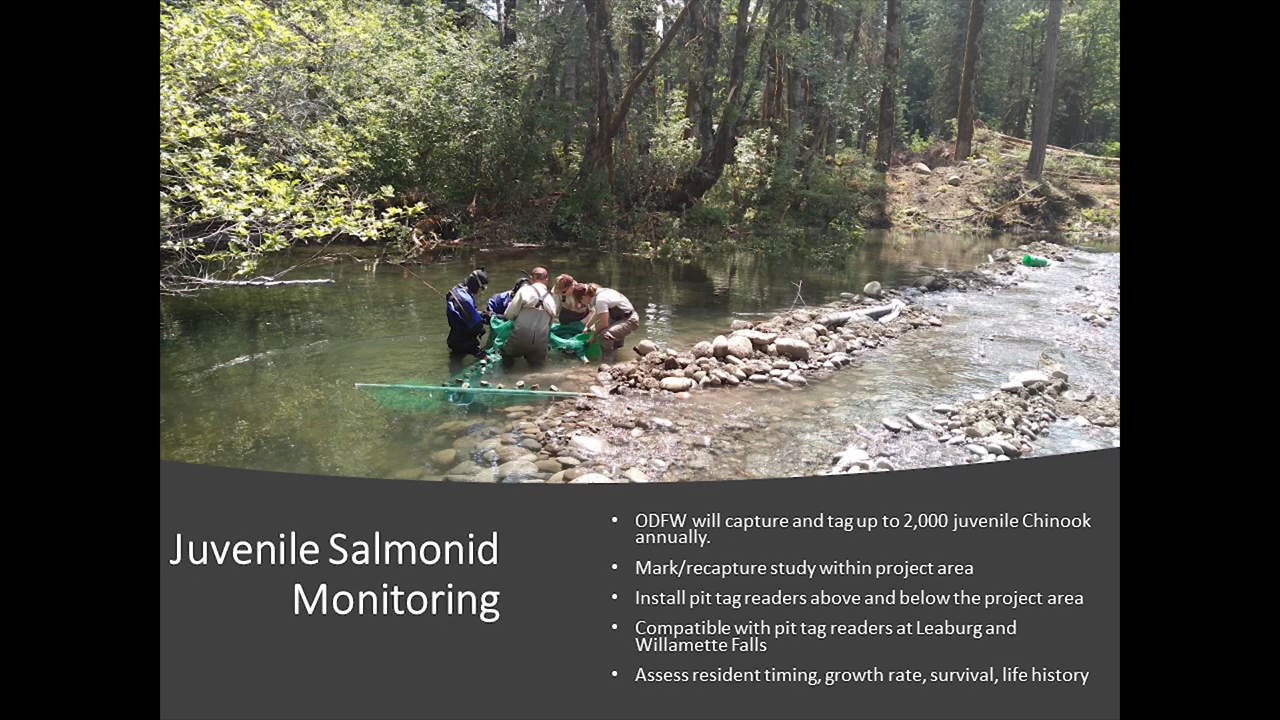 Juvenile Salmonid
Monitoring
• ODFW will capture and tag up to 2,000 juvenile Chinook
annually.
• Mark/recapture study within project area
• Install pit tag readers above and below the project area
• Compatible with pit tag readers at Leaburg and
Willamette Falls
• Assess resident timing, growth rate, survival, life history